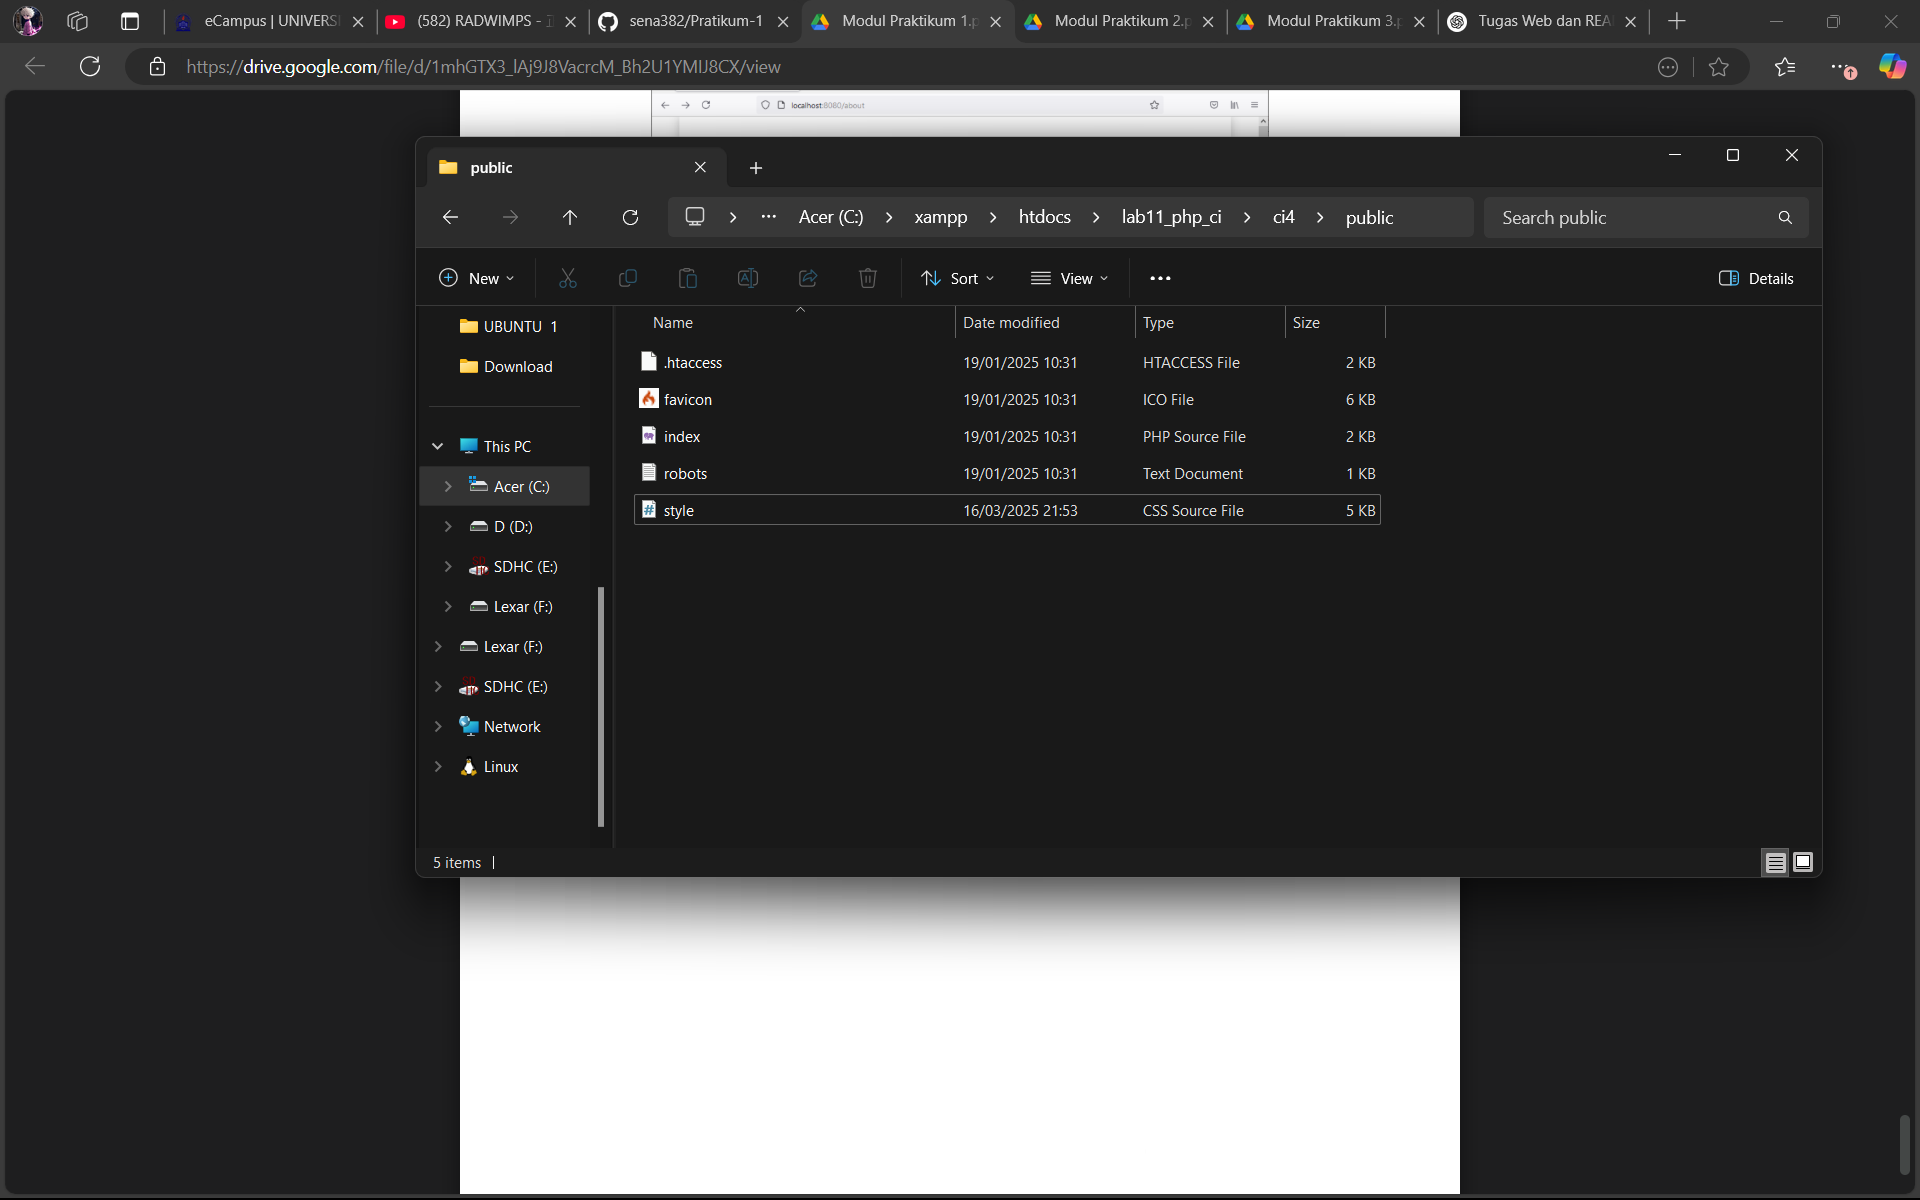 eCampus | UNIVERSI
(582) RADWIMPS -
sena382/Pratikum-1
Modul Praktikum 1.p
Modul Praktikum 2.p
Modul Praktikum 3.p
Tugas Web dan REA
https://drive.google.com/file/d/1mhGTX3_lAj9J8VacrcM_Bh2U1YMlJ8CX/view
localhost:8080/about
public
Acer (C:) > xampp > htdocs > lab11_php_ci > ci4 > public
Search public
New
Sort
View
Details
UBUNTU 1
Download
This PC
Acer (C:)
D (D:)
SDHC (E:)
Lexar (F:)
Lexar (F:)
SDHC (E:)
Network
Linux
Name Date modified Type Size
.htaccess 19/01/2025 10:31 HTACCESS File 2 KB
favicon 19/01/2025 10:31 ICO File 6 KB
index 19/01/2025 10:31 PHP Source File 2 KB
robots 19/01/2025 10:31 Text Document 1 KB
style 16/03/2025 21:53 CSS Source File 5 KB
5 items